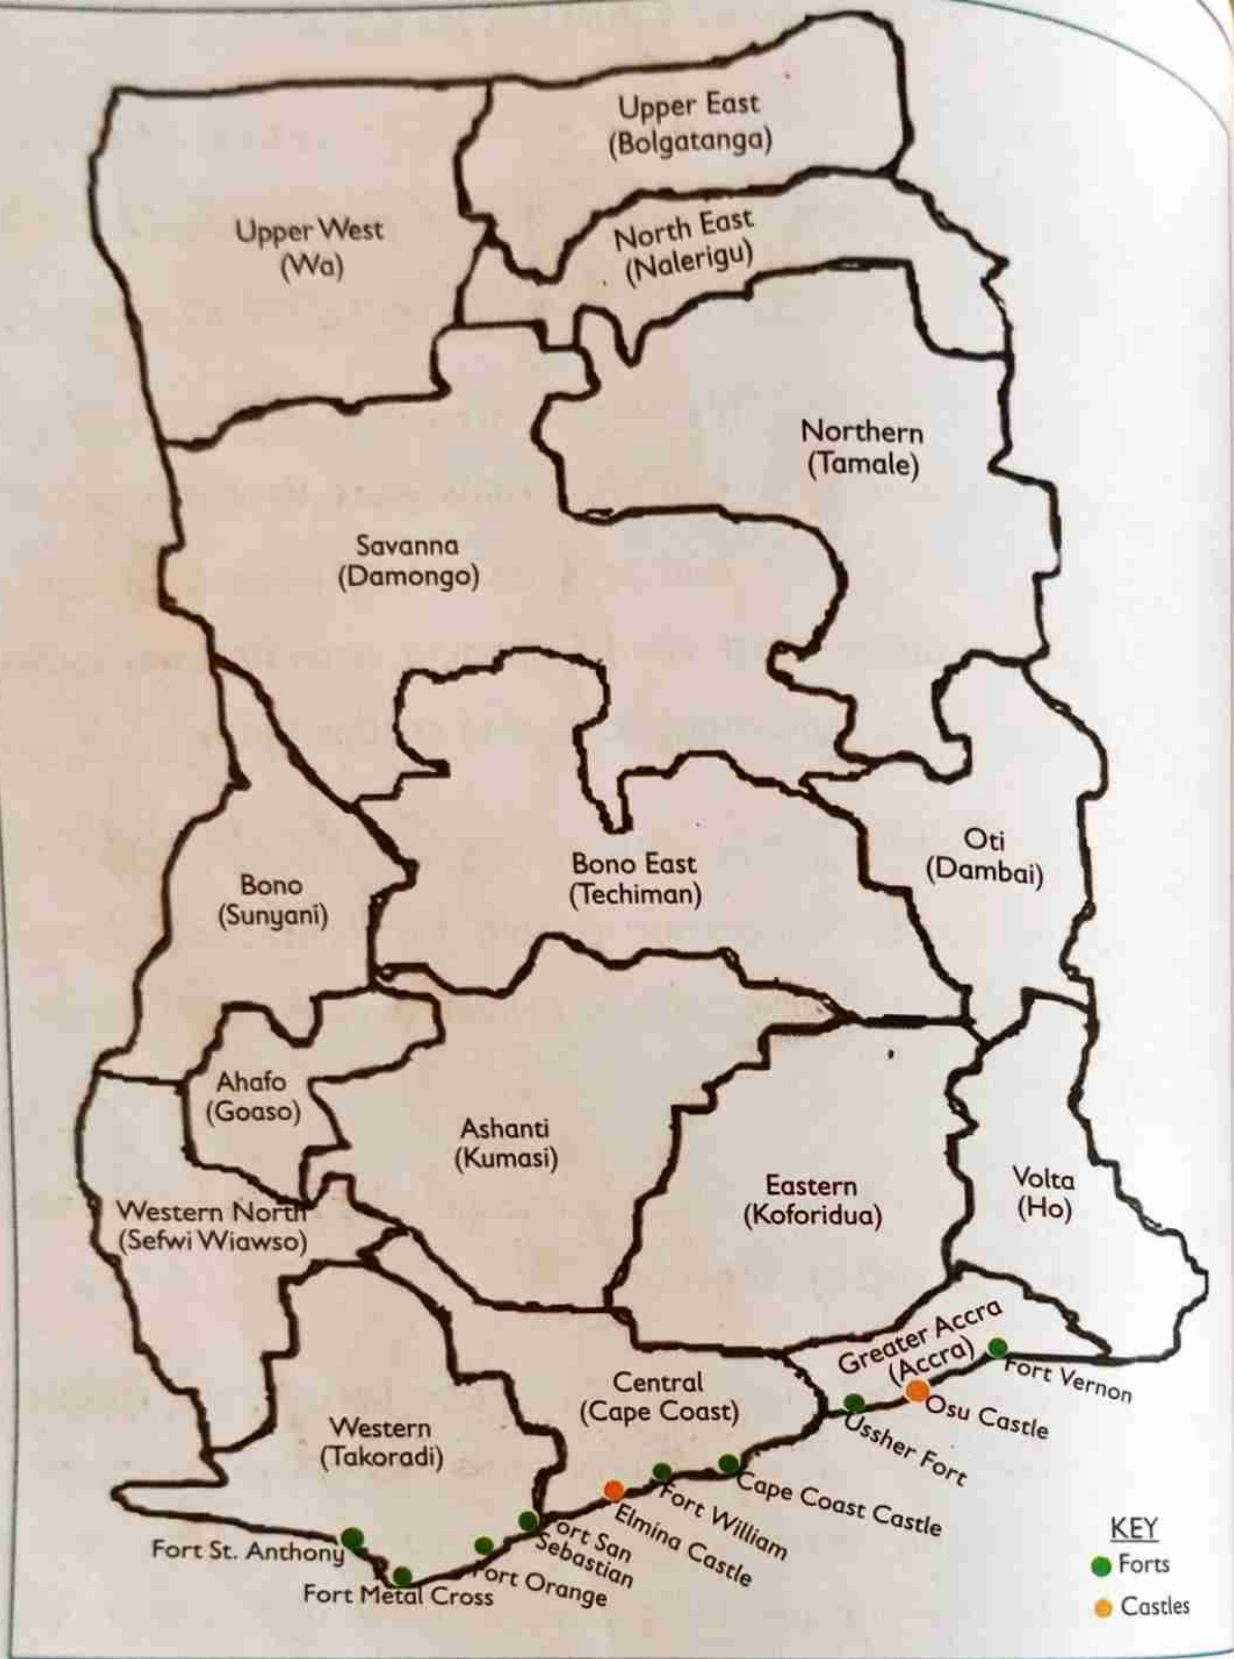 Upper East
(Bolgatanga)
Upper West
(Wa)
North East
(Nalerigu)
Northern
(Tamale)
Savanna
(Damongo)
Oti
(Dambai)
Bono East
(Techiman)
Bono
(Sunyani)
Ahafo
(Goaso)
Ashanti
(Kumasi)
Eastern
(Koforidua)
Volta
(Ho)
Western North
(Sefwi Wiawso)
Greater Accra
(Accra)
Fort Vernon
Central
(Cape Coast)
Osu Castle
Western
(Takoradi)
Ussher Fort
Cape Coast Castle
Fort William
Elmina Castle
Fort San
Sebastian
Fort St. Anthony
Fort Orange
Fort Metal Cross
KEY
Forts
Castles